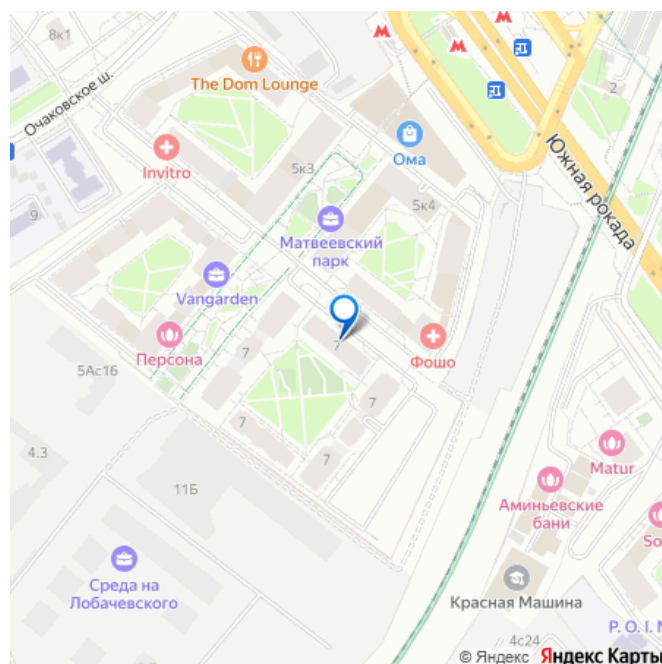 8к1
The Dom Lounge
Очаковское ш.
2
Ома
Южная рокада
Invitro
5к3
5к4
9
Матвеевский
парк
Vangarden
Персона
7
7
Фошо
5Ас16
7
7
7
4.3
11Б
Matur
Аминьевские
бани
So
Среда на
Лобачевского
Красная Машина
P. O. I. N
4с24
© Яндекс Яндекс Карты